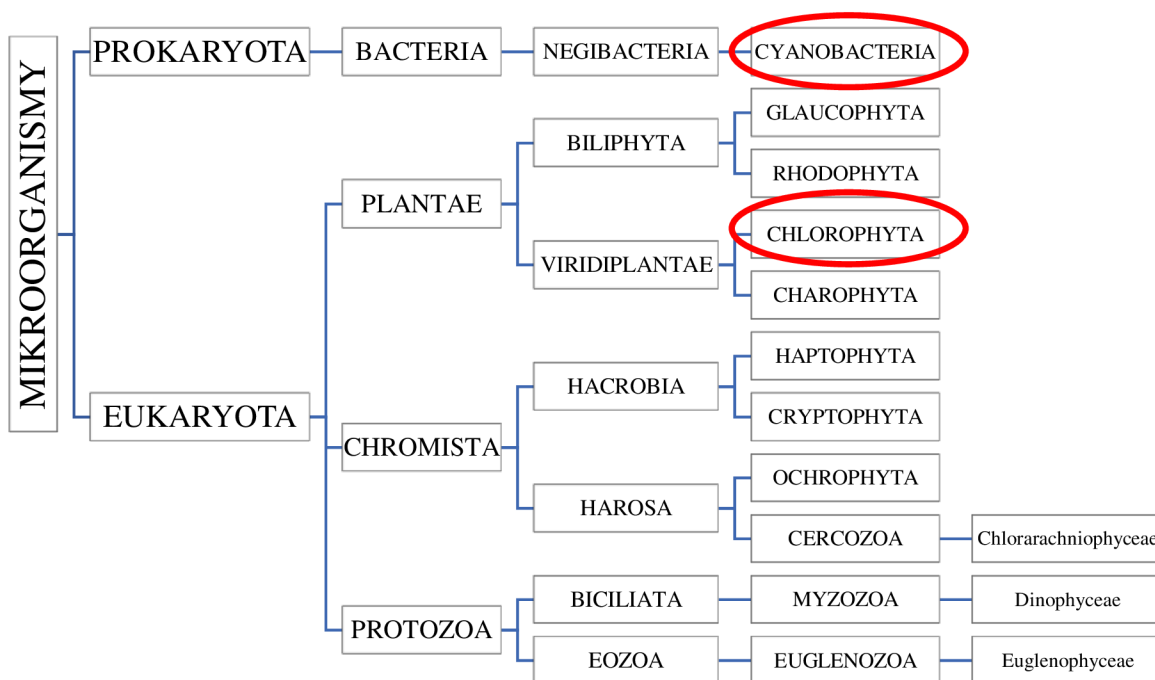 MIKROORGANISMY
PROKARYOTA
BACTERIA
NEGIBACTERIA
CYANOBACTERIA
EUKARYOTA
PLANTAE
BILIPHYTA
GLAUCOPHYTA
RHODOPHYTA
VIRIDIPLANTAE
CHLOROPHYTA
CHAROPHYTA
CHROMISTA
HACROBIA
HAPTOPHYTA
CRYPTOPHYTA
HAROSA
OCHROPHYTA
CERCOZOA
Chlorarachniophyceae
PROTOZOA
BICILIATA
MYZOZOA
Dinophyceae
EOZOA
EUGLENOZOA
Euglenophyceae